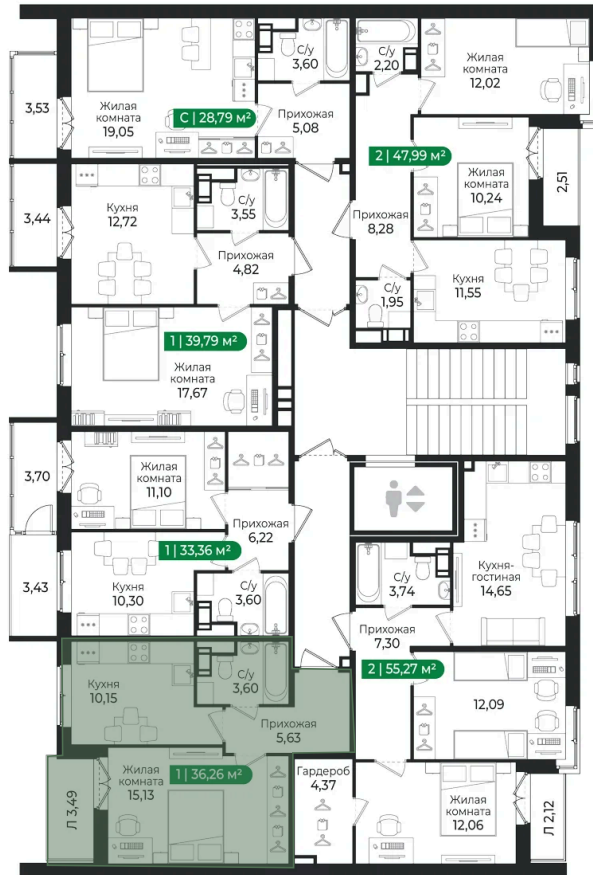 С/у
3,60
С/у
2,20
Жилая
комната
12,02
3,53
Жилая
комната
19,05
С | 28,79 м²
Прихожая
5,08
2 | 47,99 м²
Жилая
комната
10,24
2,51
3,44
Кухня
12,72
С/у
3,55
Прихожая
8,28
Прихожая
4,82
С/у
1,95
Кухня
11,55
1 | 39,79 м²
Жилая
комната
17,67
3,70
Жилая
комната
11,10
Прихожая
6,22
1 | 33,36 м²
3,43
Кухня
10,30
С/у
3,60
С/у
3,74
Кухня-
гостиная
14,65
Прихожая
7,30
2 | 55,27 м²
Кухня
10,15
С/у
3,60
12,09
Прихожая
5,63
Л 3,49
Жилая
комната
15,13
1 | 36,26 м²
Гардероб
4,37
Жилая
комната
12,06
Л 2,12